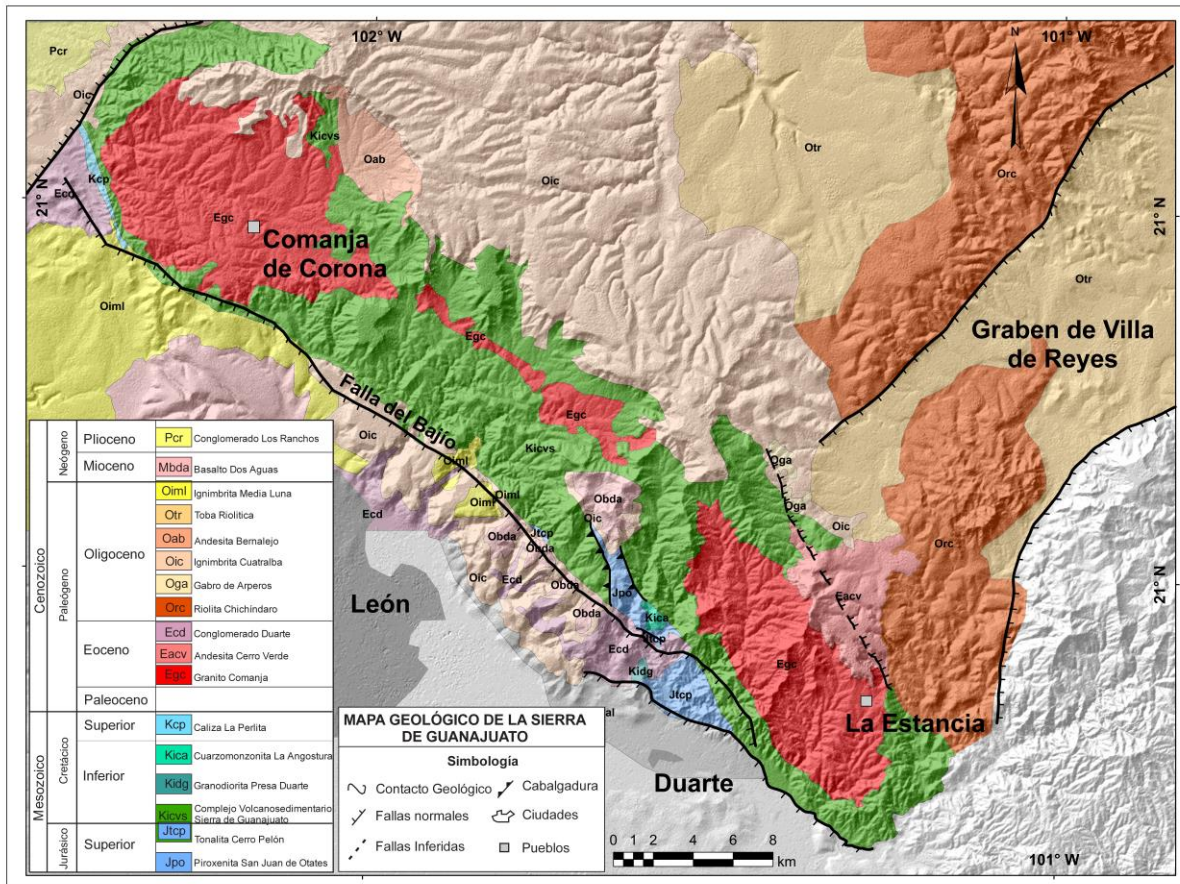 102° W
101° W
N
Pcr
Oic
Kicvs
Oab
Otr
Orc
Oic
Kcp
Ecd
21° N
Egc
21° N
Comanja
de Corona
Otr
Oiml
Graben de Villa
de Reyes
Egc
Falla del Bajío
Egc
Oic
Kicvs
Oga
Oiml
Oiml
Oiml
Oga
Obda
Oic
Oic
Ecd
Obda
Jtcp
Obda
Orc
Oic
Ecd
Obda
Jpo
Eacv
21° N
León
Obda
Kica
Jtcp
Ecd
Egc
Kidg
Jtcp
al
La Estancia
Duarte
101° W
Cenozoico
Mesozoico
Neógeno
Paleógeno
Cretácico
Jurásico
Plioceno
Pcr Conglomerado Los Ranchos
Mioceno
Mbda Basalto Dos Aguas
Oligoceno
Oiml Ignimbrita Media Luna
Otr Toba Riolitica
Oab Andesita Bernalejo
Oic Ignimbrita Cuatralba
Oga Gabro de Arperos
Orc Riolita Chichíndaro
Eoceno
Ecd Conglomerado Duarte
Eacv Andesita Cerro Verde
Egc Granito Comanja
Paleoceno
Superior
Kcp Caliza La Perlita
Inferior
Kica Cuarzomonzonita La Angostura
Kidg Granodiorita Presa Duarte
Kicvs Complejo Volcanosedimentario
Sierra de Guanajuato
Superior
Jtcp Tonalita Cerro Pelón
Jpo Piroxenita San Juan de Otates
MAPA GEOLÓGICO DE LA SIERRA
DE GUANAJUATO
Simbología
Contacto Geológico
Cabalgadura
Fallas normales
Ciudades
Fallas Inferidas
Pueblos
0 1 2 4 6 8
km